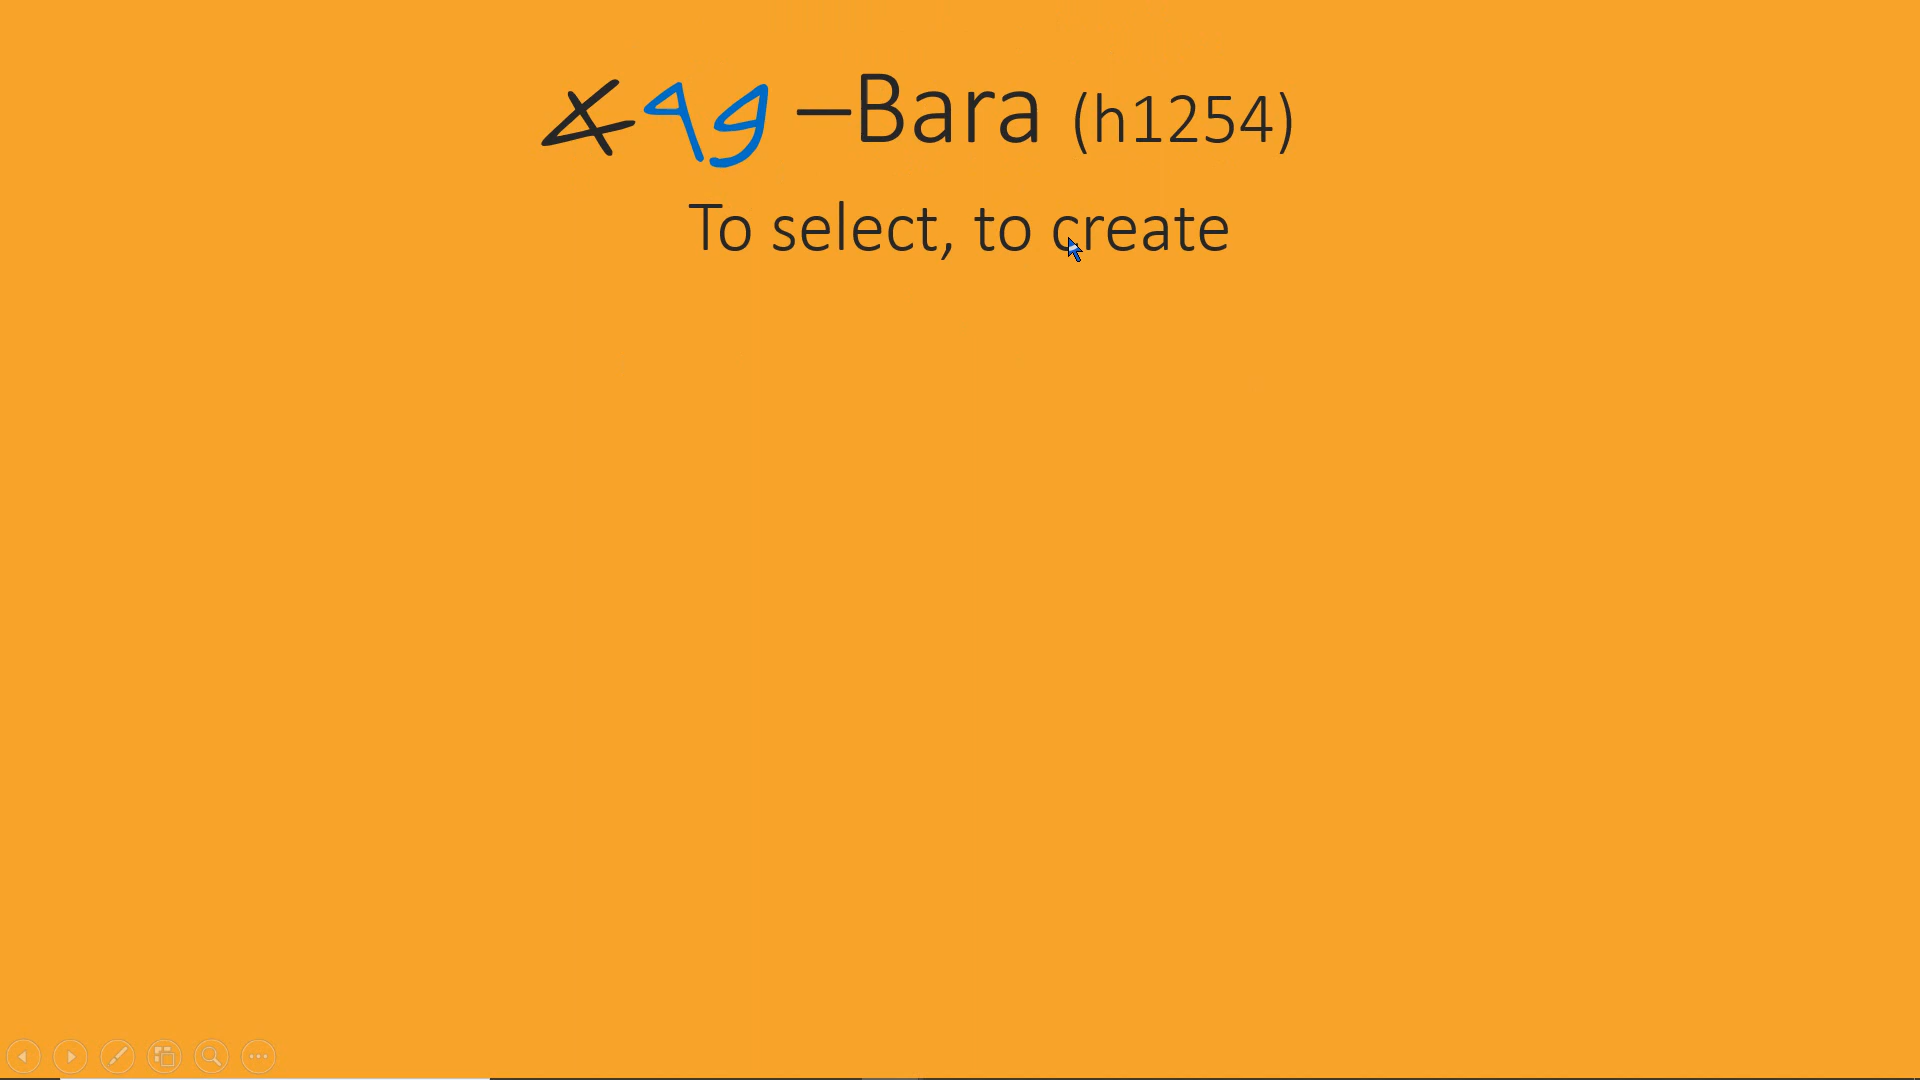 𐤁𐤓𐤀 –Bara (h1254)
To select, to create